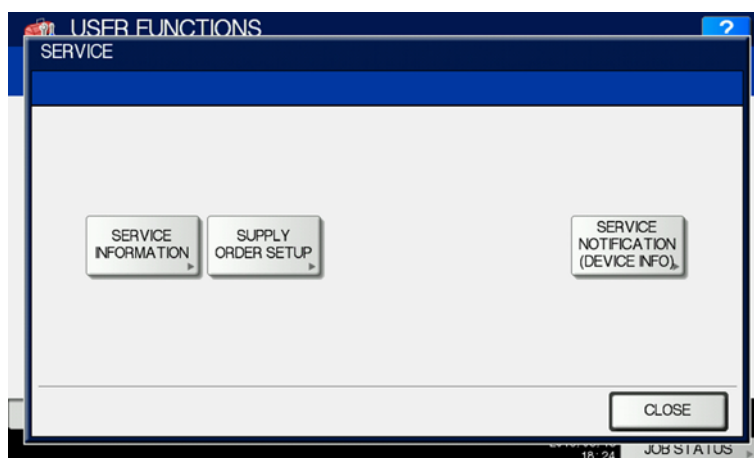 USER FUNCTIONS
?
SERVICE
SERVICE
INFORMATION
SUPPLY
ORDER SETUP
SERVICE
NOTIFICATION
(DEVICE INFO)
CLOSE
18:24
JOB STATUS